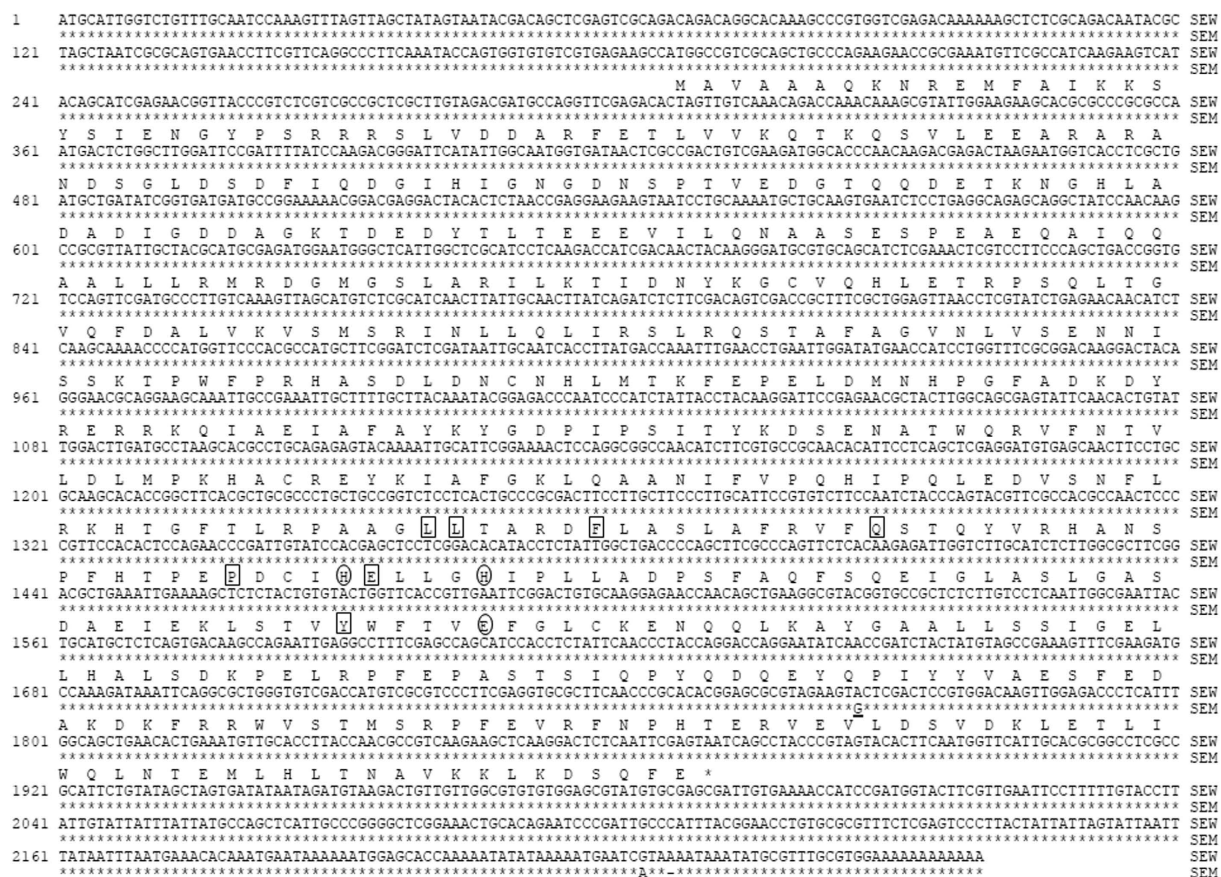 1 ATGCATTGGTCTGTTTGCAATCCAAAGTTTAGTTAGCTATAGTAATACGACAGCTCGAGTCGCAGACAGACAGGCACAAAGCCCGTGGTCGAGACAAAAAAGCTCTCGCAGACAATACGC SEW
************************************************************************************************************************ SEM
121 TAGCTAATCGCGCAGTGAACCTTCGTTCAGGCCCTTCAAATACCAGTGGTGTGTCGTGAGAAGCCATGGCCGTCGCAGCTGCCCAGAAGAACCGCGAAATGTTCGCCATCAAGAAGTCAT SEW
************************************************************************************************************************ SEM
M A V A A A Q K N R E M F A I K K S
241 ACAGCATCGAGAACGGTTACCCGTCTCGTCGCCGCTCGCTTGTAGACGATGCCAGGTTCGAGACACTAGTTGTCAAACAGACCAAACAAAGCGTATTGGAAGAAGCACGCGCCCGCGCCA SEW
************************************************************************************************************************ SEM
Y S I E N G Y P S R R R S L V D D A R F E T L V V K Q T K Q S V L E E A R A R A
361 ATGACTCTGGCTTGGATTCCGATTTTATCCAAGACGGGATTCATATTGGCAATGGTGATAACTCGCCGACTGTCGAAGATGGCACCCAACAAGACGAGACTAAGAATGGTCACCTCGCTG SEW
************************************************************************************************************************ SEM
N D S G L D S D F I Q D G I H I G N G D N S P T V E D G T Q Q D E T K N G H L A
481 ATGCTGATATCGGTGATGATGCCGGAAAAACGGACGAGGACTACACTCTAACCGAGGAAGAAGTAATCCTGCAAAATGCTGCAAGTGAATCTCCTGAGGCAGAGCAGGCTATCCAACAAG SEW
************************************************************************************************************************ SEM
D A D I G D D A G K T D E D Y T L T E E E V I L Q N A A S E S P E A E Q A I Q Q
601 CCGCGTTATTGCTACGCATGCGAGATGGAATGGGCTCATTGGCTCGCATCCTCAAGACCATCGACAACTACAAGGGATGCGTGCAGCATCTCGAAACTCGTCCTTCCCAGCTGACCGGTG SEW
************************************************************************************************************************ SEM
A A L L L R M R D G M G S L A R I L K T I D N Y K G C V Q H L E T R P S Q L T G
721 TCCAGTTCGATGCCCTTGTCAAAGTTAGCATGTCTCGCATCAACTTATTGCAACTTATCAGATCTCTTCGACAGTCGACCGCTTTCGCTGGAGTTAACCTCGTATCTGAGAACAACATCT SEW
************************************************************************************************************************ SEM
V Q F D A L V K V S M S R I N L L Q L I R S L R Q S T A F A G V N L V S E N N I
841 CAAGCAAAACCCCATGGTTCCCACGCCATGCTTCGGATCTCGATAATTGCAATCACCTTATGACCAAATTTGAACCTGAATTGGATATGAACCATCCTGGTTTCGCGGACAAGGACTACA SEW
************************************************************************************************************************ SEM
S S K T P W F P R H A S D L D N C N H L M T K F E P E L D M N H P G F A D K D Y
961 GGGAACGCAGGAAGCAAATTGCCGAAATTGCTTTTGCTTACAAATACGGAGACCCAATCCCATCTATTACCTACAAGGATTCCGAGAACGCTACTTGGCAGCGAGTATTCAACACTGTAT SEW
************************************************************************************************************************ SEM
R E R R K Q I A E I A F A Y K Y G D P I P S I T Y K D S E N A T W Q R V F N T V
1081 TGGACTTGATGCCTAAGCACGCCTGCAGAGAGTACAAAATTGCATTCGGAAAACTCCAGGCGGCCAACATCTTCGTGCCGCAACACATTCCTCAGCTCGAGGATGTGAGCAACTTCCTGC SEW
************************************************************************************************************************ SEM
L D L M P K H A C R E Y K I A F G K L Q A A N I F V P Q H I P Q L E D V S N F L
1201 GCAAGCACACCGGCTTCACGCTGCGCCCTGCTGCCGGTCTCCTCACTGCCCGCGACTTCCTTGCTTCCCTTGCATTCCGTGTCTTCCAATCTACCCAGTACGTTCGCCACGCCAACTCCC SEW
************************************************************************************************************************ SEM
R K H T G F T L R P A A G L L T A R D F L A S L A F R V F Q S T Q Y V R H A N S
1321 CGTTCCACACTCCAGAACCCGATTGTATCCACGAGCTCCTCGGACACATACCTCTATTGGCTGACCCCAGCTTCGCCCAGTTCTCACAAGAGATTGGTCTTGCATCTCTTGGCGCTTCGG SEW
************************************************************************************************************************ SEM
P F H T P E P D C I H E L L G H I P L L A D P S F A Q F S Q E I G L A S L G A S
1441 ACGCTGAAATTGAAAAGCTCTCTACTGTGTACTGGTTCACCGTTGAATTCGGACTGTGCAAGGAGAACCAACAGCTGAAGGCGTACGGTGCCGCTCTCTTGTCCTCAATTGGCGAATTAC SEW
************************************************************************************************************************ SEM
D A E I E K L S T V Y W F T V E F G L C K E N Q Q L K A Y G A A L L S S I G E L
1561 TGCATGCTCTCAGTGACAAGCCAGAATTGAGGCCTTTCGAGCCAGCATCCACCTCTATTCAACCCTACCAGGACCAGGAATATCAACCGATCTACTATGTAGCCGAAAGTTTCGAAGATG SEW
************************************************************************************************************************ SEM
L H A L S D K P E L R P F E P A S T S I Q P Y Q D Q E Y Q P I Y Y V A E S F E D
1681 CCAAAGATAAATTCAGGCGCTGGGTGTCGACCATGTCGCGTCCCTTCGAGGTGCGCTTCAACCCGCACACGGAGCGCGTAGAAGTACTCGACTCCGTGGACAAGTTGGAGACCCTCATTT SEW
**************************************************************************************G********************************* SEM
A K D K F R R W V S T M S R P F E V R F N P H T E R V E V L D S V D K L E T L I
1801 GGCAGCTGAACACTGAAATGTTGCACCTTACCAACGCCGTCAAGAAGCTCAAGGACTCTCAATTCGAGTAATCAGCCTACCCGTAGTACACTTCAATGGTTCATTGCACGCGGCCTCGCC SEW
************************************************************************************************************************ SEM
W Q L N T E M L H L T N A V K K L K D S Q F E *
1921 GCATTCTGTATAGCTAGTGATATAATAGATGTAAGACTGTTGTTGGCGTGTGTGGAGCGTATGTGCGAGCGATTGTGAAAACCATCCGATGGTACTTCGTTGAATTCCTTTTTGTACCTT SEW
************************************************************************************************************************ SEM
2041 ATTGTATTATTTATTATGCCAGCTCATTGCCCGGGGCTCGGAAACTGCACAGAATCCCGATTGCCCATTTACGGAACCTGTGCGCGTTTCTCGAGTCCCTTACTATTATTAGTATTAATT SEW
************************************************************************************************************************ SEM
2161 TATAATTTAATGAAACACAAATGAATAAAAAATGGAGCACCAAAAATATATAAAAATGAATCGTAAAATAAATATGCGTTTGCGTGGAAAAAAAAAAAAA SEW
***************************************************************A**-********************************* SEM